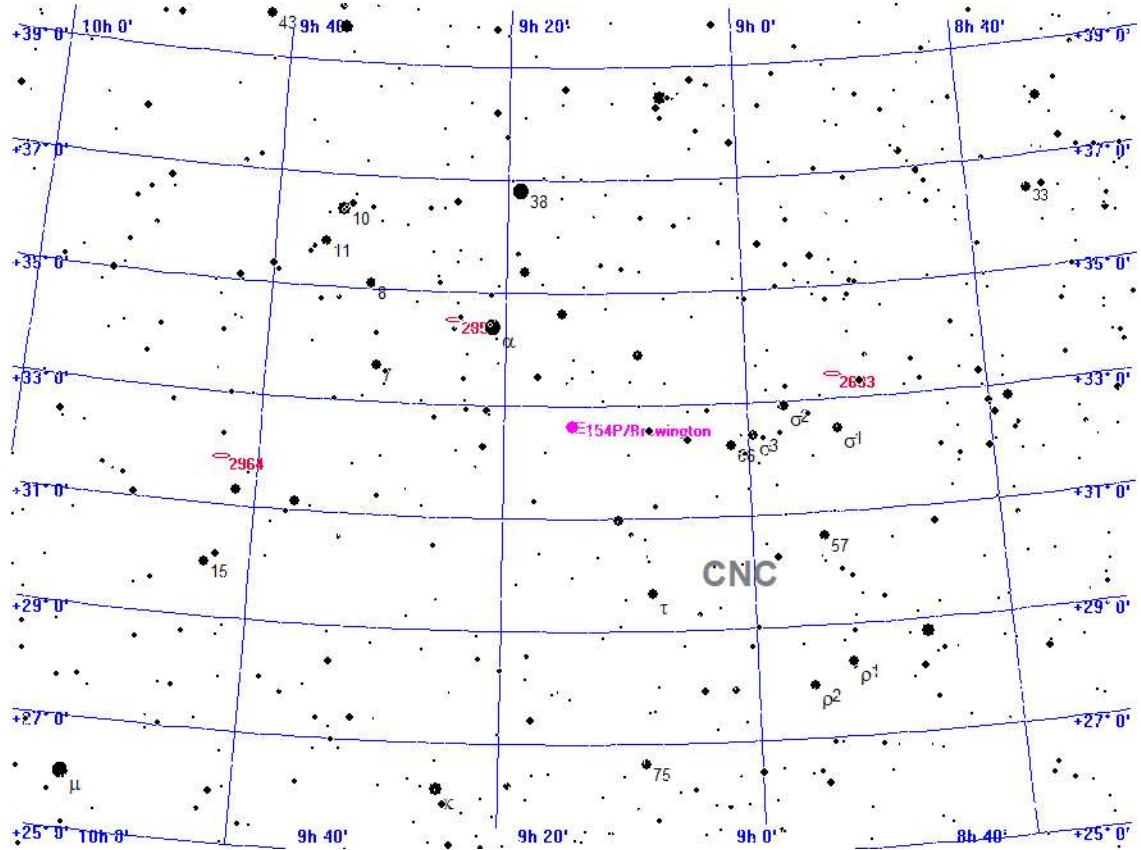 10h 0' 9h 40' 9h 20' 9h 0' 8h 40'
+39° 0' 43 +39° 0'
+37° 0' +37° 0'
38 33
10
11
+35° 0' +35° 0'
8
α
7
+33° 0' 2683 +33° 0'
σ2
154P/Brewington σ1
66 σ3
2964
+31° 0' +31° 0'
57
15 CNC
τ
+29° 0' +29° 0'
ρ1
ρ2
+27° 0' +27° 0'
75
μ κ
+25° 0' 10h 0' 9h 40' 9h 20' 9h 0' 8h 40' +25° 0'